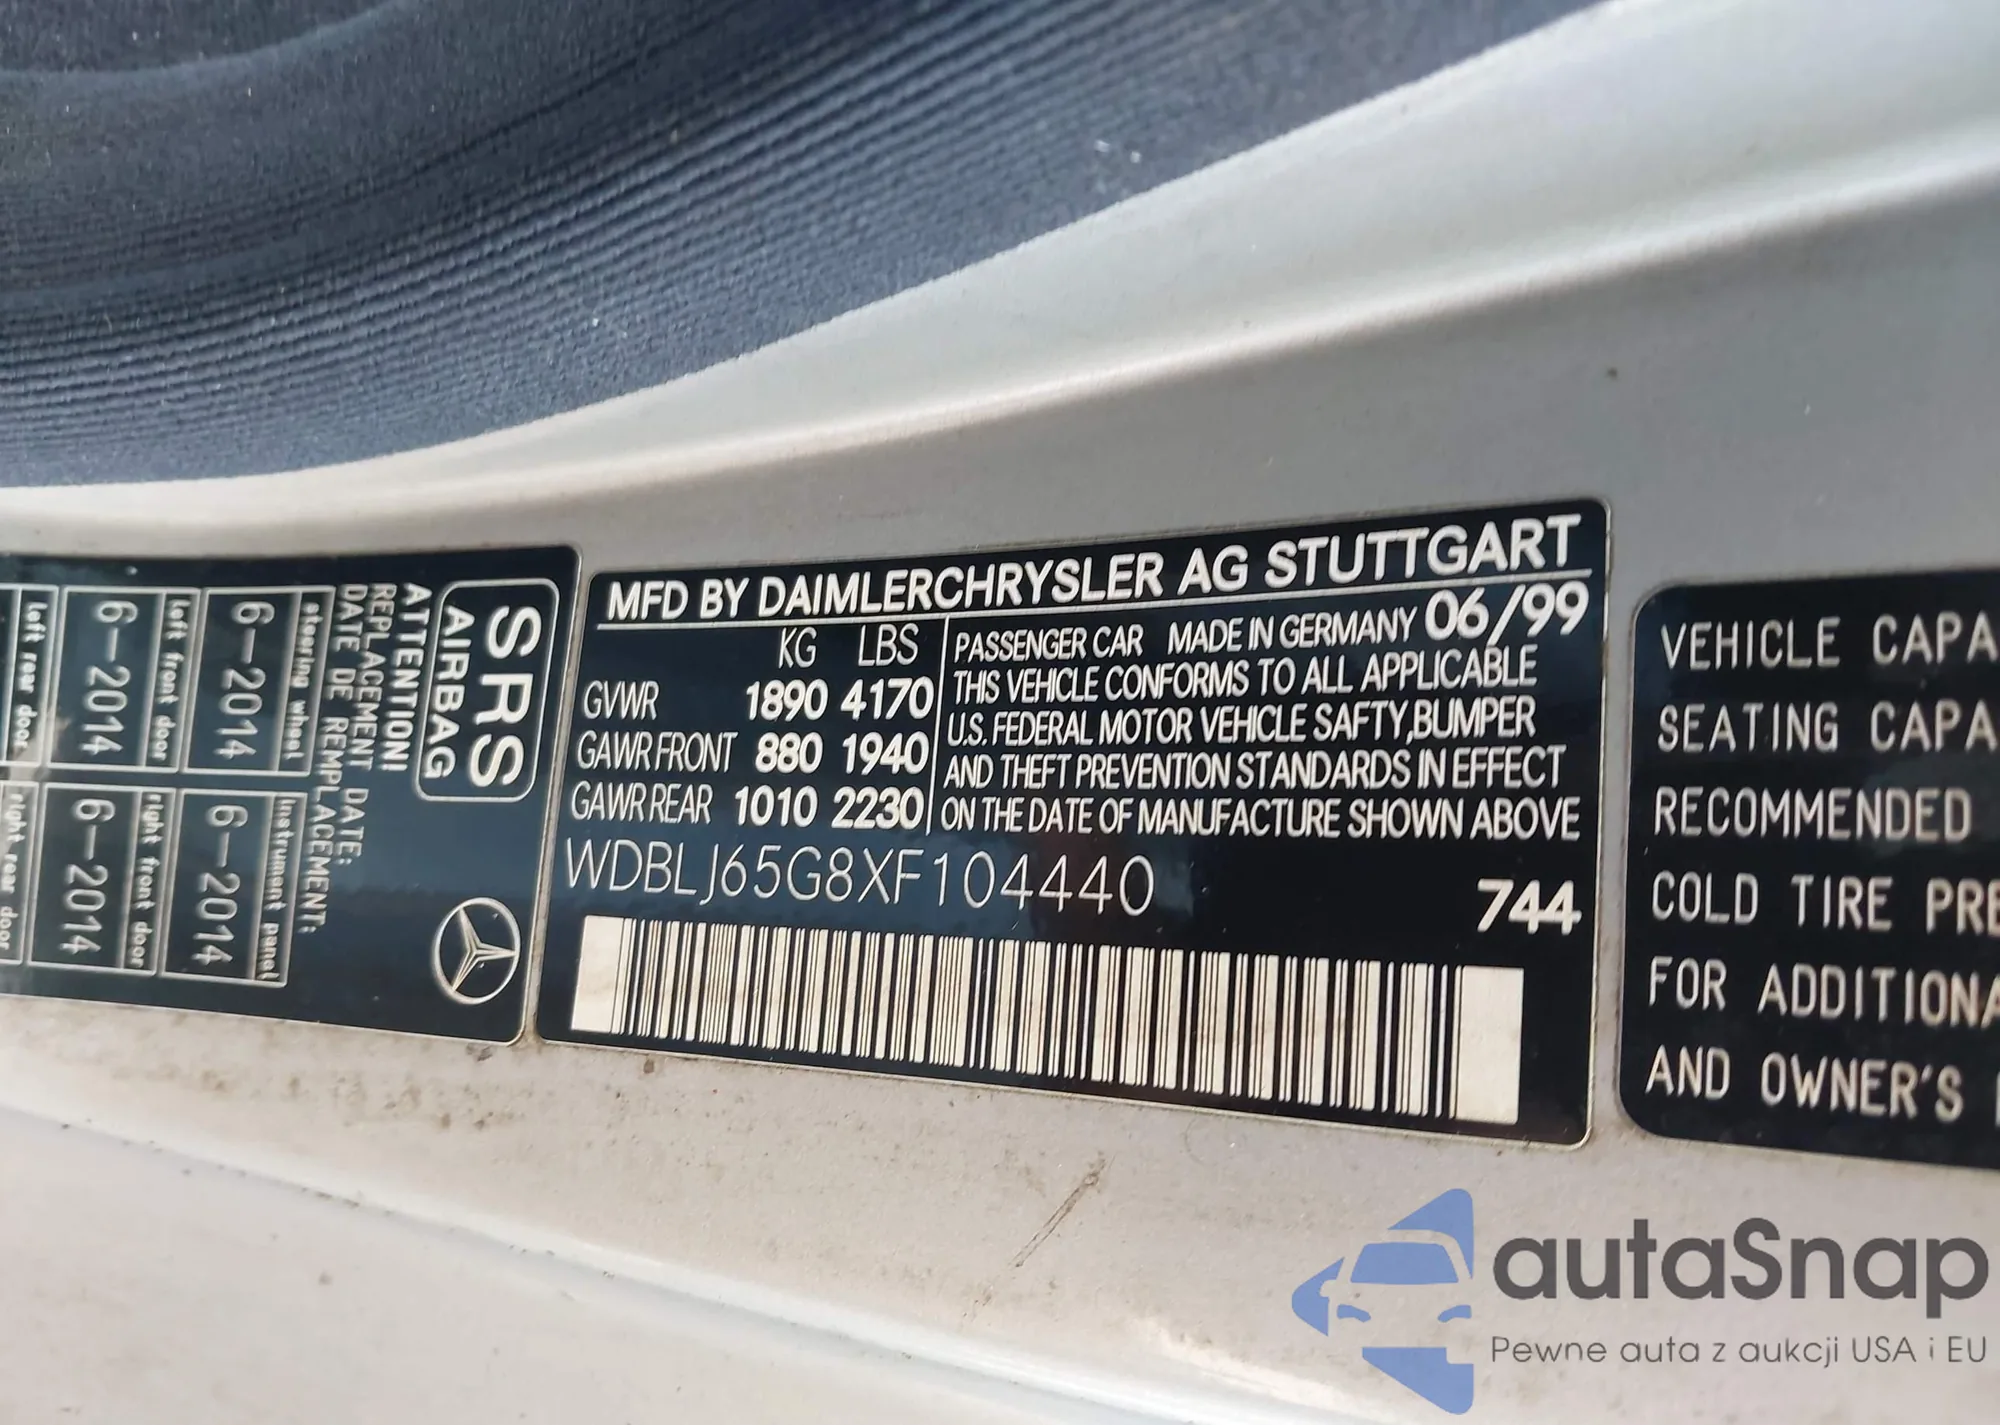 left rear door
6-2014
left front door
6-2014
steering wheel
right rear door
6-2014
right front door
6-2014
instrument panel
DATE DE REMPLACEMENT:
REPLACEMENT DATE:
ATTENTION!
AIRBAG
SRS
MFD BY DAIMLERCHRYSLER AG STUTTGART
KG LBS
GVWR 1890 4170
GAWR FRONT 880 1940
GAWR REAR 1010 2230
PASSENGER CAR MADE IN GERMANY 06/99
THIS VEHICLE CONFORMS TO ALL APPLICABLE
U.S. FEDERAL MOTOR VEHICLE SAFTY,BUMPER
AND THEFT PREVENTION STANDARDS IN EFFECT
ON THE DATE OF MANUFACTURE SHOWN ABOVE
WDBLJ65G8XF104440
744
VEHICLE CAPA
SEATING CAPA
RECOMMENDED
COLD TIRE PRE
FOR ADDITIONA
AND OWNER'S
autaSnap
Pewne auta z aukcji USA i EU